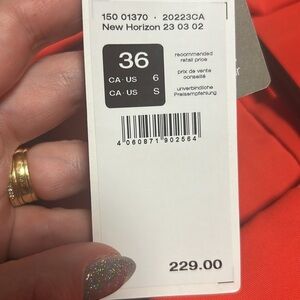 150 01370 · 20223CA
New Horizon 23 03 02
36
CA·US 6
CA·US S
recommended
retail price
prix de vente
conseillé
unverbindliche
Preisempfehlung
4 060871 902564
229.00